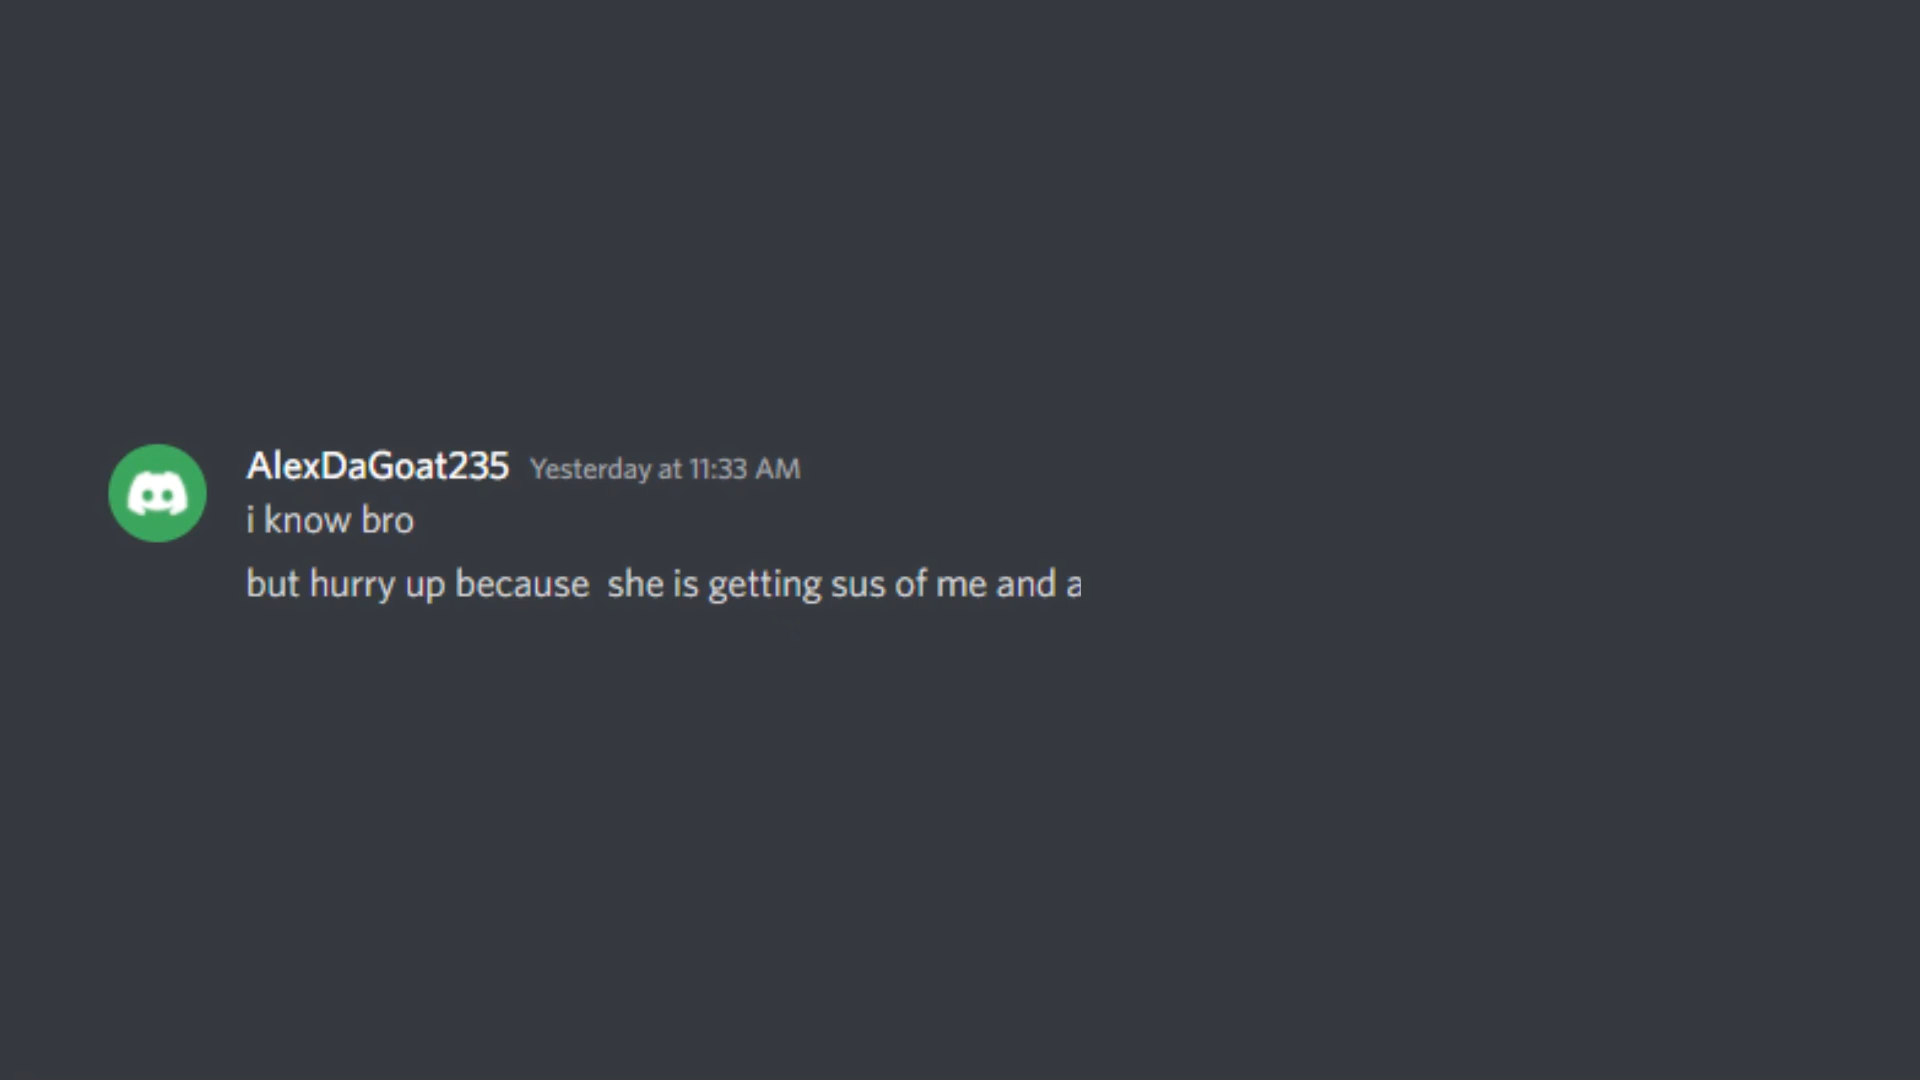 AlexDaGoat235 Yesterday at 11:33 AM
i know bro
but hurry up because  she is getting sus of me and a